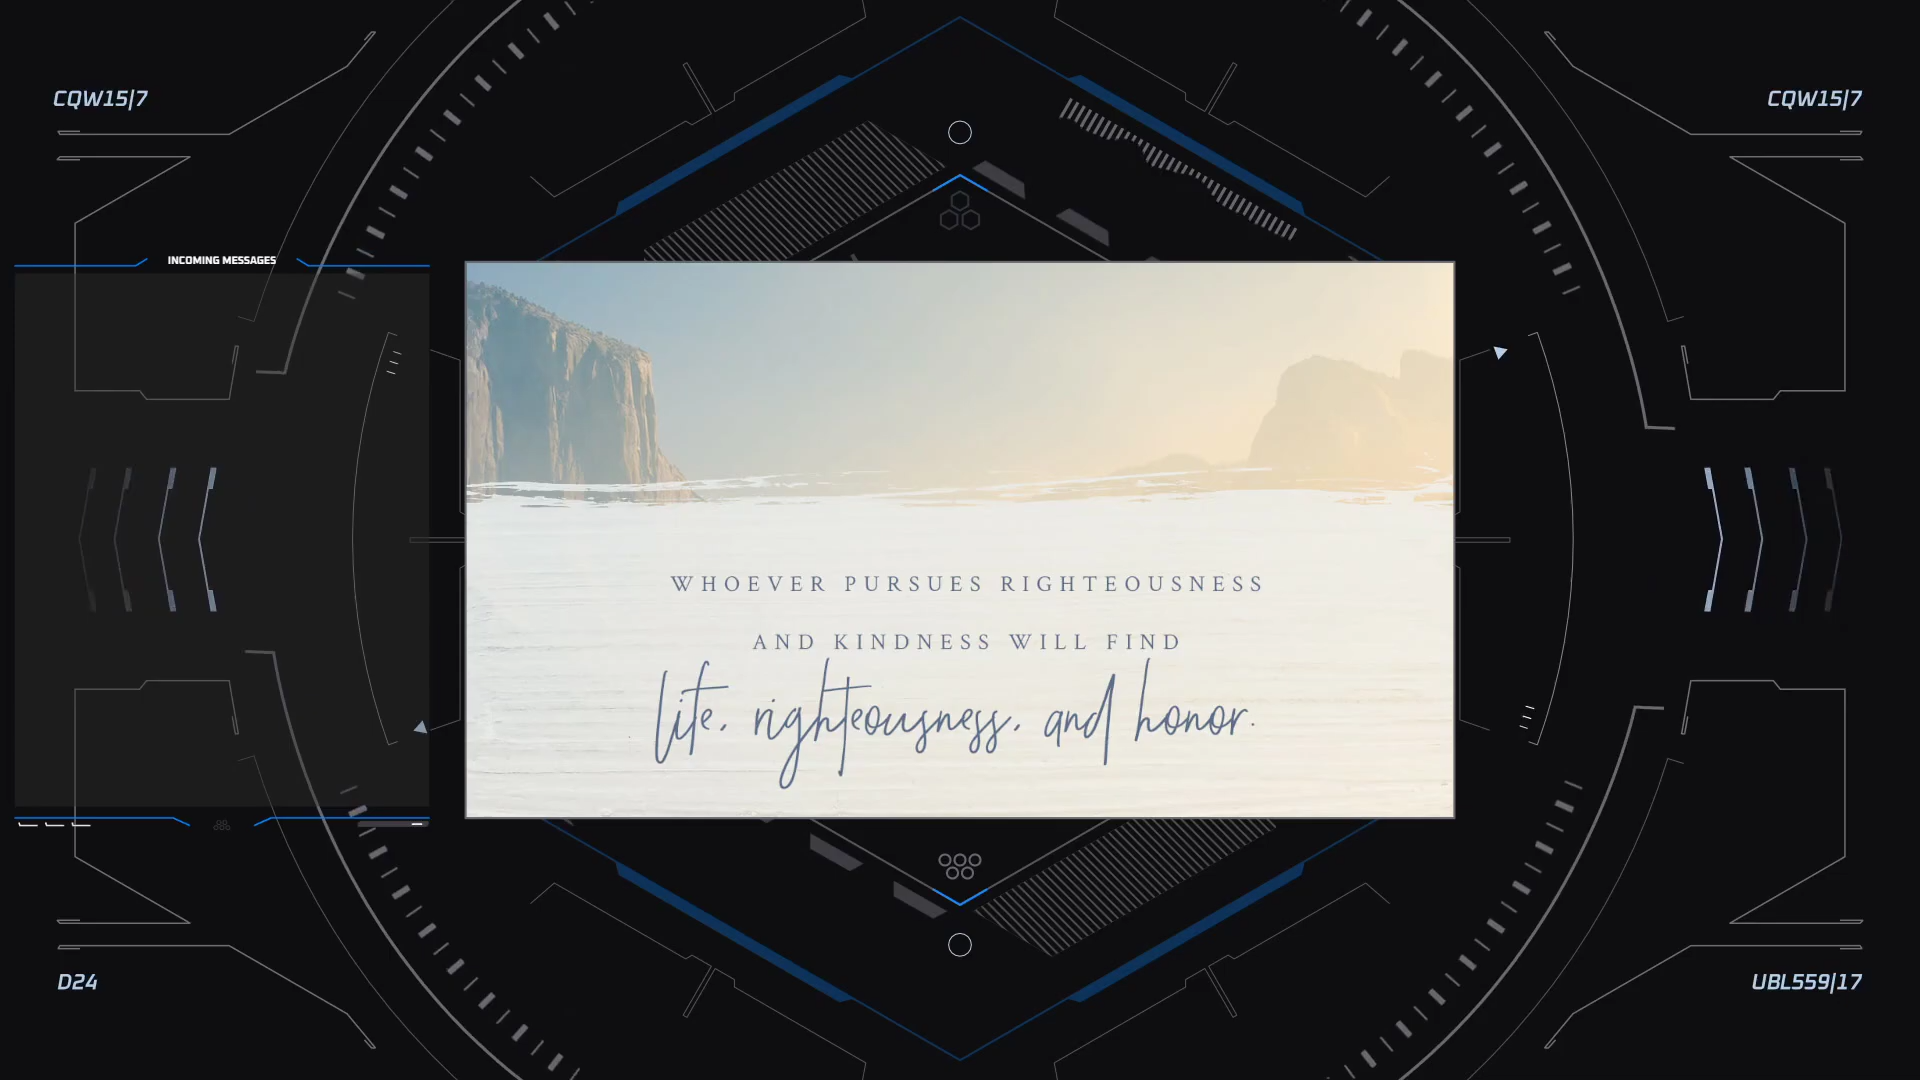 CQW15|7
CQW15|7
INCOMING MESSAGES
WHOEVER PURSUES RIGHTEOUSNESS
AND KINDNESS WILL FIND
life, righteousness, and honor.
D24
UBL559|17